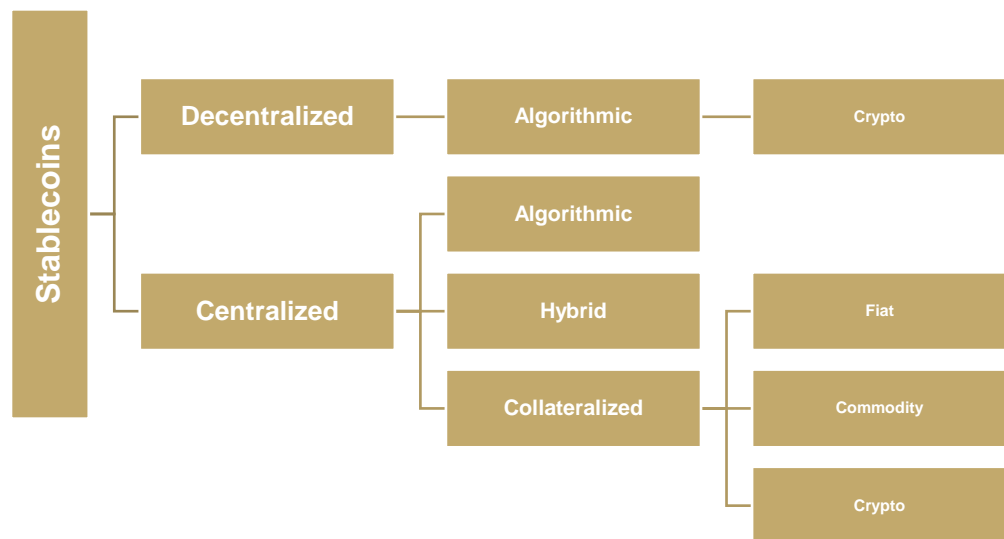 Stablecoins
Decentralized
Algorithmic
Crypto
Algorithmic
Centralized
Hybrid
Fiat
Collateralized
Commodity
Crypto